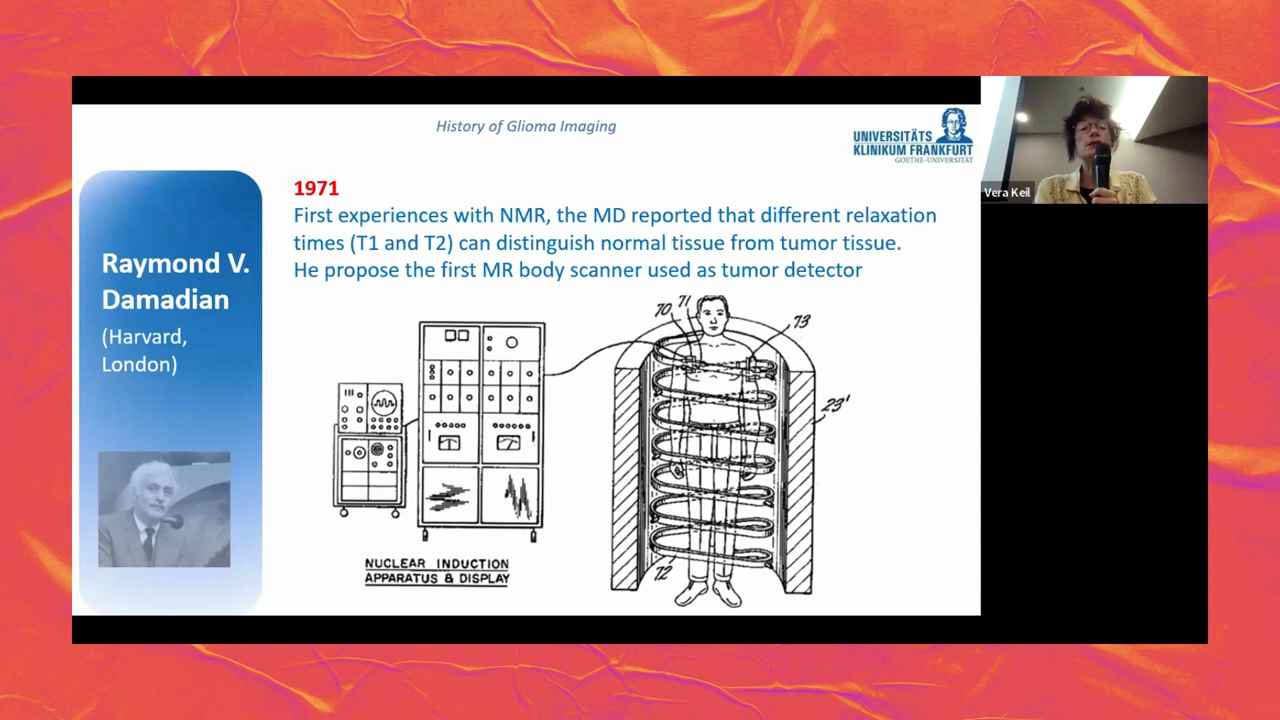 History of Glioma Imaging
UNIVERSITÄTS
KLINIKUM FRANKFURT
GOETHE-UNIVERSITÄT
Vera Keil
Raymond V.
Damadian
(Harvard,
London)
1971
First experiences with NMR, the MD reported that different relaxation
times (T1 and T2) can distinguish normal tissue from tumor tissue.
He propose the first MR body scanner used as tumor detector
70
71
73
23'
72
NUCLEAR INDUCTION
APPARATUS & DISPLAY